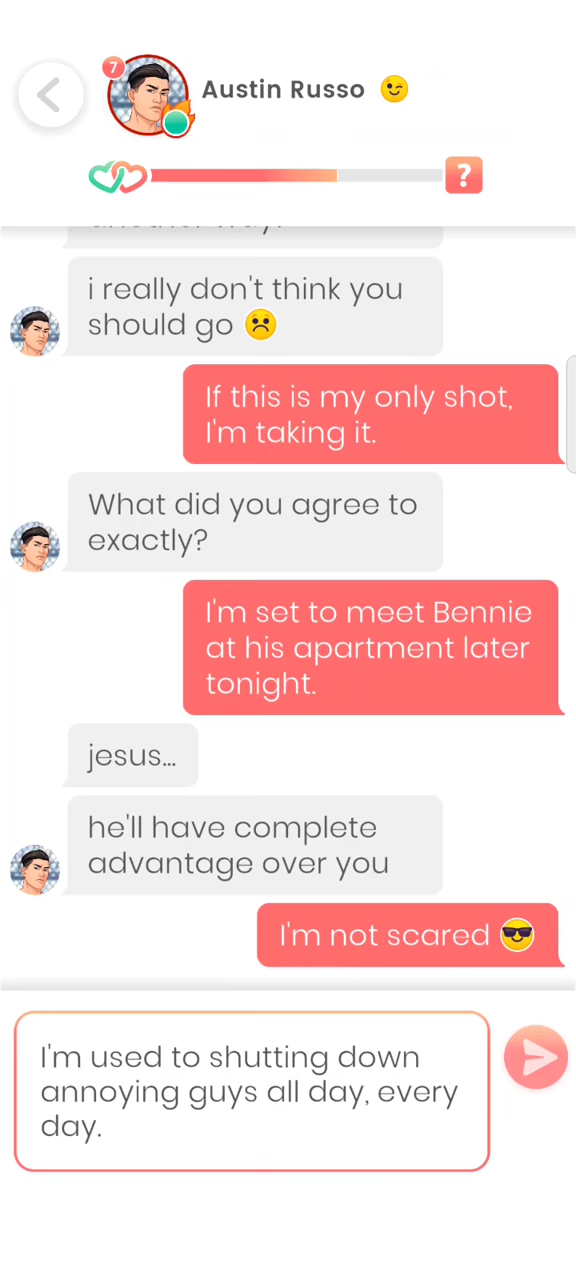 7
Austin Russo 😉
?
i really don't think you
should go ☹️
If this is my only shot,
I'm taking it.
What did you agree to
exactly?
I'm set to meet Bennie
at his apartment later
tonight.
jesus...
he'll have complete
advantage over you
I'm not scared 😎
I'm used to shutting down
annoying guys all day, every
day.